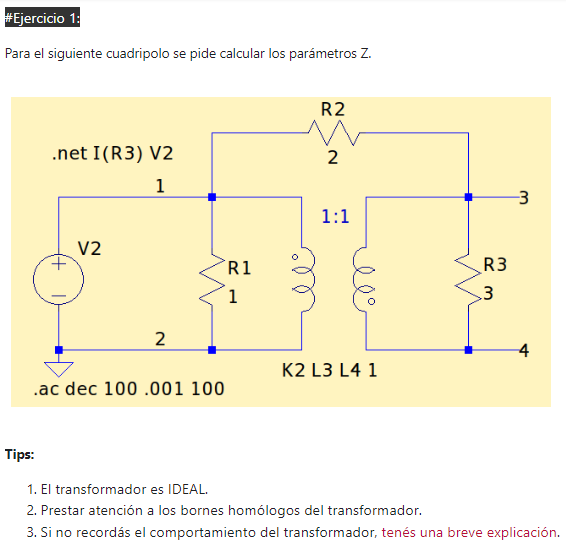 #Ejercicio 1:
Para el siguiente cuadripolo se pide calcular los parámetros Z.
R2
.net I(R3) V2
2
1
3
1:1
V2
R1
R3
1
3
2
4
K2 L3 L4 1
.ac dec 100 .001 100
Tips:
1. El transformador es IDEAL.
2. Prestar atención a los bornes homólogos del transformador.
3. Si no recordás el comportamiento del transformador, tenés una breve explicación.